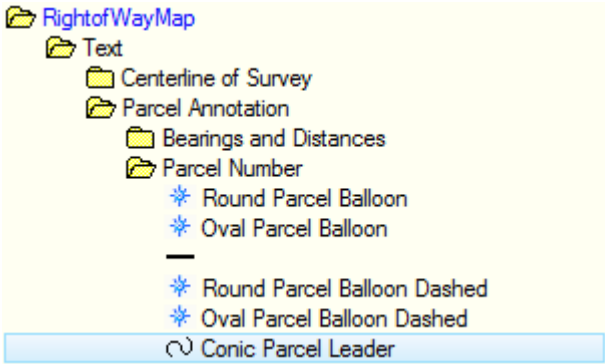 RightofWayMap
Text
Centerline of Survey
Parcel Annotation
Bearings and Distances
Parcel Number
Round Parcel Balloon
Oval Parcel Balloon
Round Parcel Balloon Dashed
Oval Parcel Balloon Dashed
Conic Parcel Leader